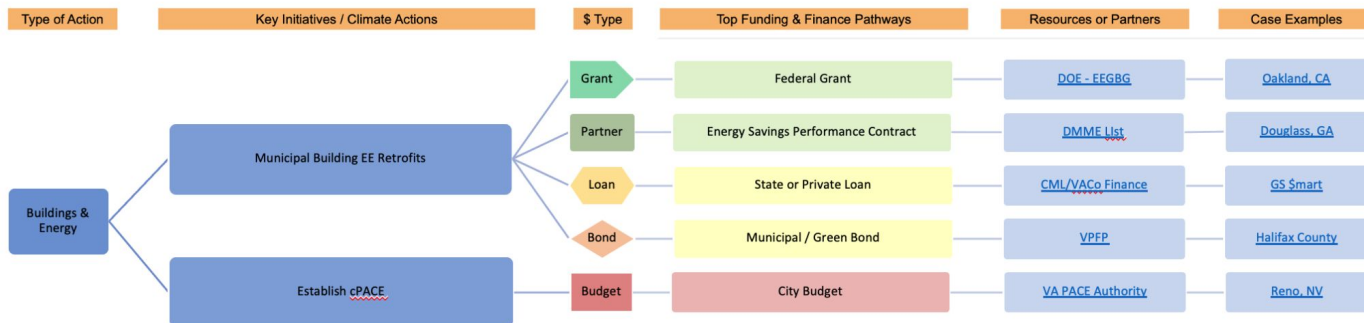 Type of Action
Key Initiatives / Climate Actions
$ Type
Top Funding & Finance Pathways
Resources or Partners
Case Examples
Buildings &
Energy
Municipal Building EE Retrofits
Grant
Federal Grant
DOE - EEGBG
Oakland, CA
Partner
Energy Savings Performance Contract
DMME LIst
Douglass, GA
Loan
State or Private Loan
CML/VACo Finance
GS $mart
Bond
Municipal / Green Bond
VPFP
Halifax County
Establish cPACE
Budget
City Budget
VA PACE Authority
Reno, NV